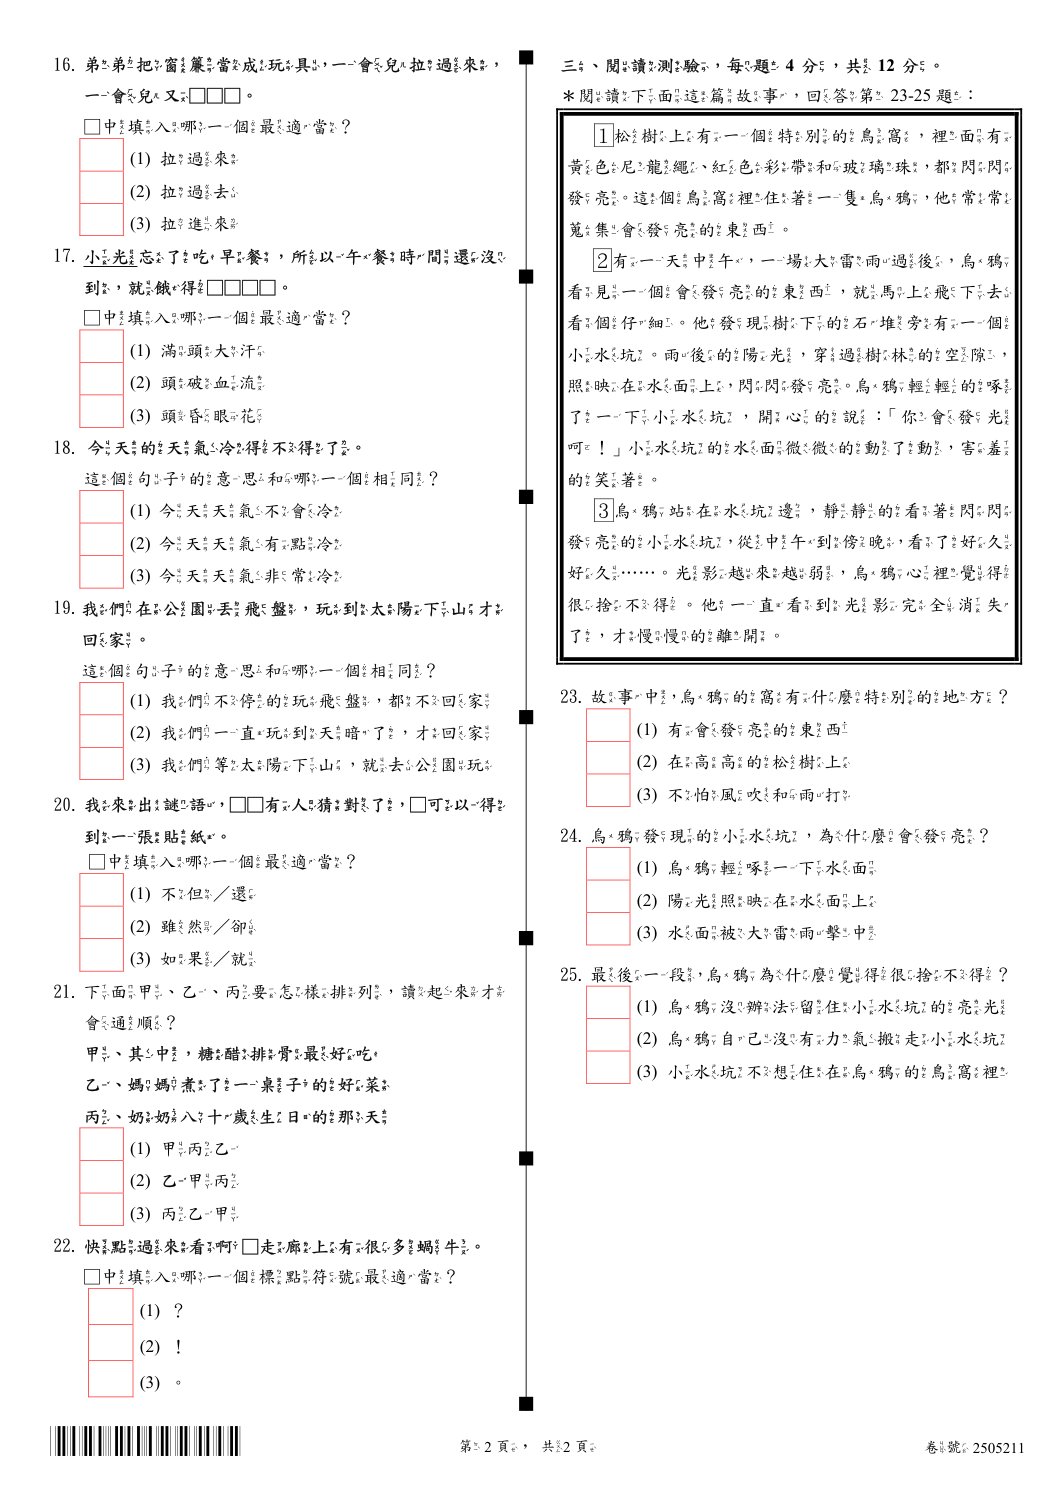 16. 弟弟把窗簾當成玩具，一會兒拉過來，
一會兒又□□□。
□中填入哪一個最適當？
(1) 拉過來
(2) 拉過去
(3) 拉進來
17. 小光忘了吃早餐，所以午餐時間還沒
到，就餓得□□□□。
□中填入哪一個最適當？
(1) 滿頭大汗
(2) 頭破血流
(3) 頭昏眼花
18. 今天的天氣冷得不得了。
這個句子的意思和哪一個相同？
(1) 今天天氣不會冷
(2) 今天天氣有點冷
(3) 今天天氣非常冷
19. 我們在公園丟飛盤，玩到太陽下山才
回家。
這個句子的意思和哪一個相同？
(1) 我們不停的玩飛盤，都不回家
(2) 我們一直玩到天暗了，才回家
(3) 我們等太陽下山，就去公園玩
20. 我來出謎語，□□有人猜對了，□可以得
到一張貼紙。
□中填入哪一個最適當？
(1) 不但／還
(2) 雖然／卻
(3) 如果／就
21. 下面甲、乙、丙要怎樣排列，讀起來才
會通順？
甲、其中，糖醋排骨最好吃
乙、媽媽煮了一桌子的好菜
丙、奶奶八十歲生日的那天
(1) 甲丙乙
(2) 乙甲丙
(3) 丙乙甲
22. 快點過來看啊□走廊上有很多蝸牛。
□中填入哪一個標點符號最適當？
(1) ？
(2) ！
(3) 。
三、閱讀測驗，每題 4 分，共 12 分。
＊閱讀下面這篇故事，回答第 23-25 題：
1松樹上有一個特別的鳥窩，裡面有
黃色尼龍繩、紅色彩帶和玻璃珠，都閃閃
發亮。這個鳥窩裡住著一隻烏鴉，他常常
蒐集會發亮的東西。
2有一天中午，一場大雷雨過後，烏鴉
看見一個會發亮的東西，就馬上飛下去
看個仔細。他發現樹下的石堆旁有一個
小水坑。雨後的陽光，穿過樹林的空隙，
照映在水面上，閃閃發亮。烏鴉輕輕的啄
了一下小水坑，開心的說：「你會發光
呵！」小水坑的水面微微的動了動，害羞
的笑著。
3烏鴉站在水坑邊，靜靜的看著閃閃
發亮的小水坑，從中午到傍晚，看了好久
好久……。光影越來越弱，烏鴉心裡覺得
很捨不得。他一直看到光影完全消失
了，才慢慢的離開。
23. 故事中，烏鴉的窩有什麼特別的地方？
(1) 有會發亮的東西
(2) 在高高的松樹上
(3) 不怕風吹和雨打
24. 烏鴉發現的小水坑，為什麼會發亮？
(1) 烏鴉輕啄一下水面
(2) 陽光照映在水面上
(3) 水面被大雷雨擊中
25. 最後一段，烏鴉為什麼覺得很捨不得？
(1) 烏鴉沒辦法留住小水坑的亮光
(2) 烏鴉自己沒有力氣搬走小水坑
(3) 小水坑不想住在烏鴉的鳥窩裡
第 2 頁， 共 2 頁
卷號 2505211